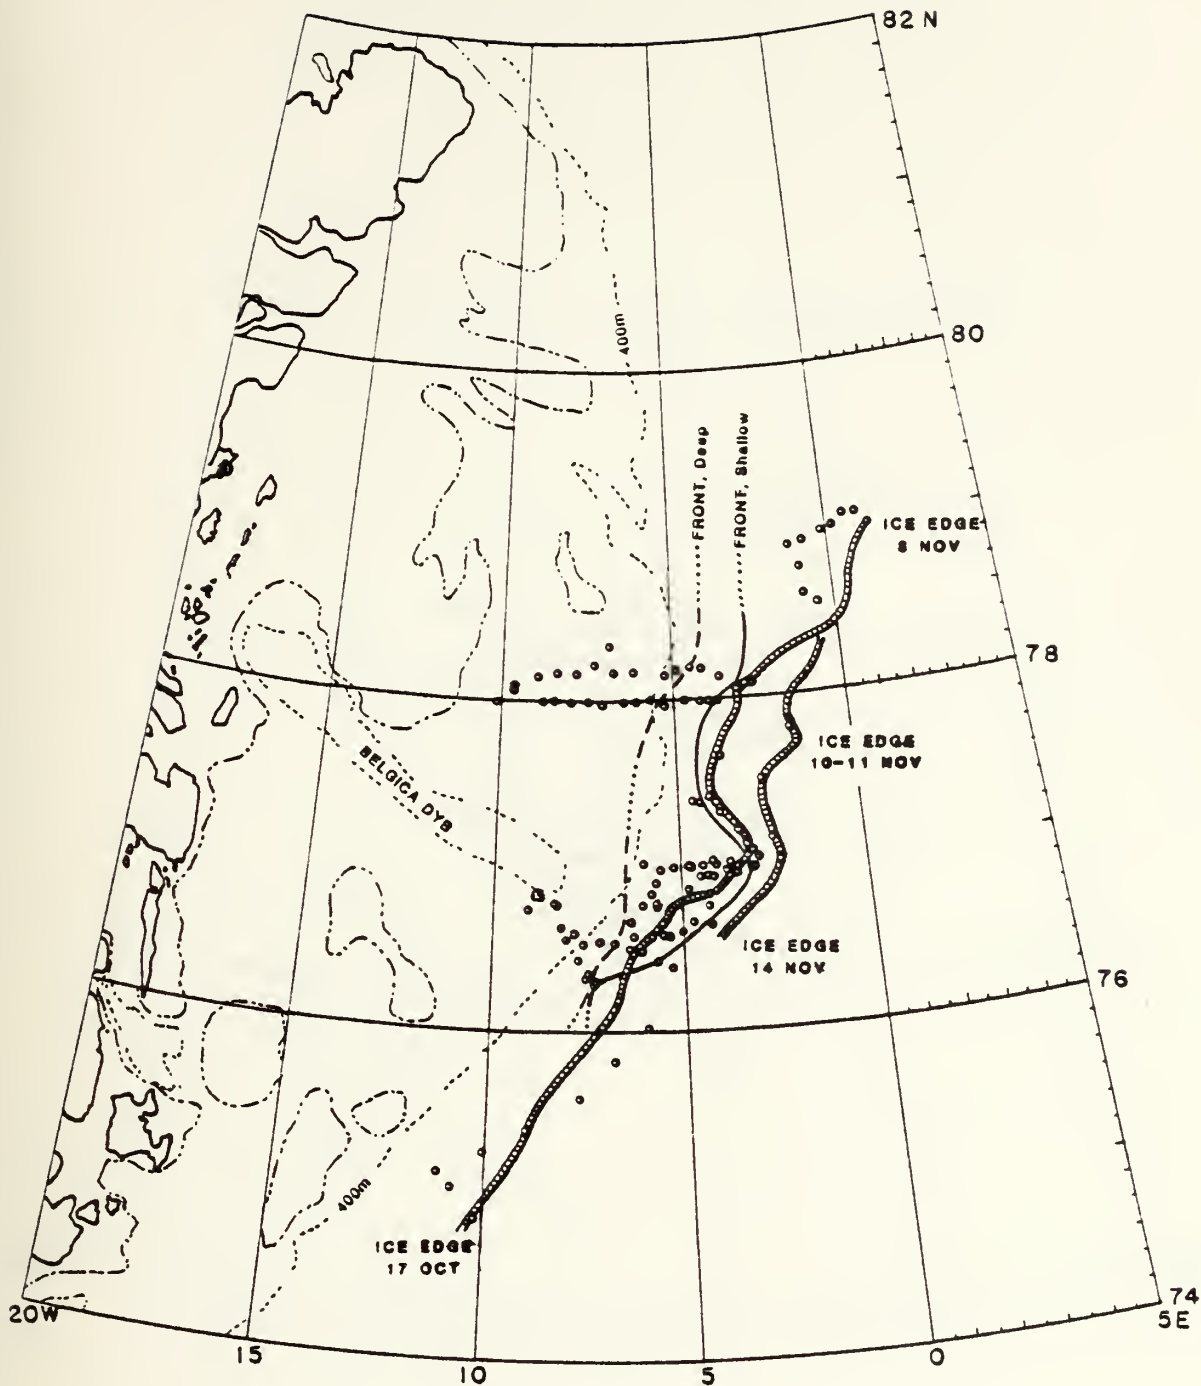 82 N
80
400m
FRONT, Deep
FRONT, Shallow
ICE EDGE
8 NOV
78
ICE EDGE
10-11 NOV
BELGICA DYB
ICE EDGE
14 NOV
76
400m
ICE EDGE
17 OCT
20W
15
10
5
0
74
5E